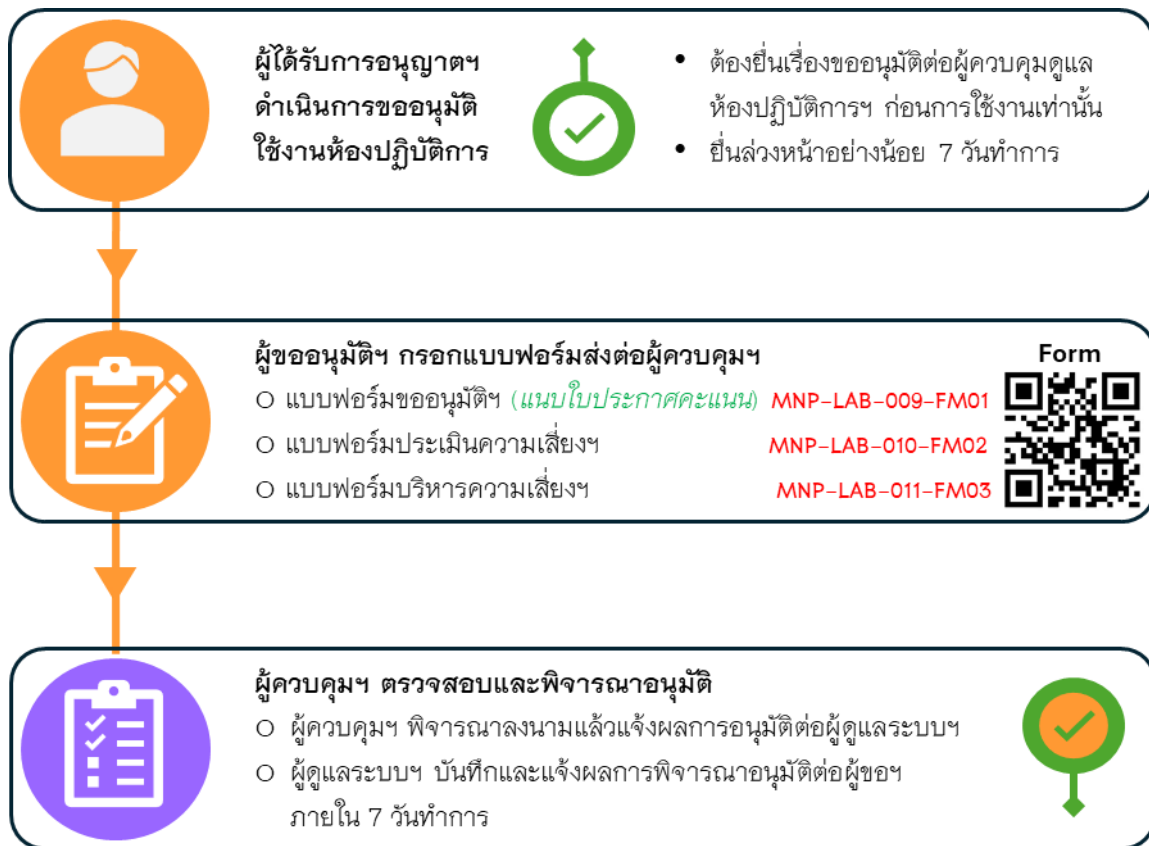 ผู้ได้รับการอนุญาตฯ
ดำเนินการขออนุมัติ
ใช้งานห้องปฏิบัติการ
• ต้องยื่นเรื่องขออนุมัติต่อผู้ควบคุมดูแล
ห้องปฏิบัติการฯ ก่อนการใช้งานเท่านั้น
• ยื่นล่วงหน้าอย่างน้อย 7 วันทำการ
ผู้ขออนุมัติฯ กรอกแบบฟอร์มส่งต่อผู้ควบคุมฯ
Form
○ แบบฟอร์มขออนุมัติฯ (แนบใบประกาศคะแนน) MNP-LAB-009-FM01
○ แบบฟอร์มประเมินความเสี่ยงฯ MNP-LAB-010-FM02
○ แบบฟอร์มบริหารความเสี่ยงฯ MNP-LAB-011-FM03
ผู้ควบคุมฯ ตรวจสอบและพิจารณาอนุมัติ
○ ผู้ควบคุมฯ พิจารณาลงนามแล้วแจ้งผลการอนุมัติต่อผู้ดูแลระบบฯ
○ ผู้ดูแลระบบฯ บันทึกและแจ้งผลการพิจารณาอนุมัติต่อผู้ขอฯ
ภายใน 7 วันทำการ